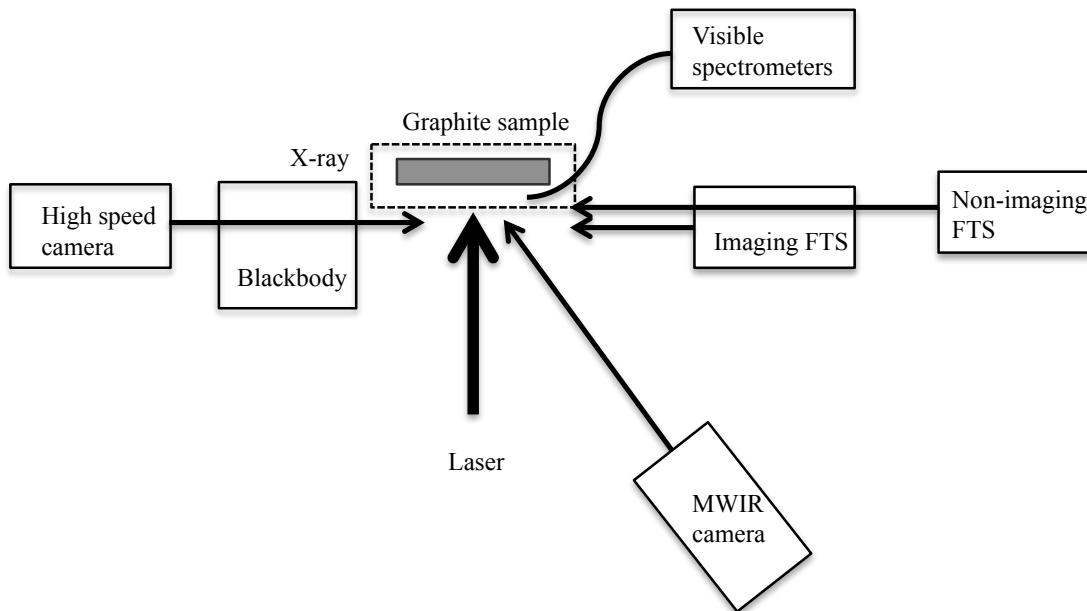 Visible
spectrometers
Graphite sample
X-ray
High speed
camera
Blackbody
Imaging FTS
Non-imaging
FTS
Laser
MWIR
camera